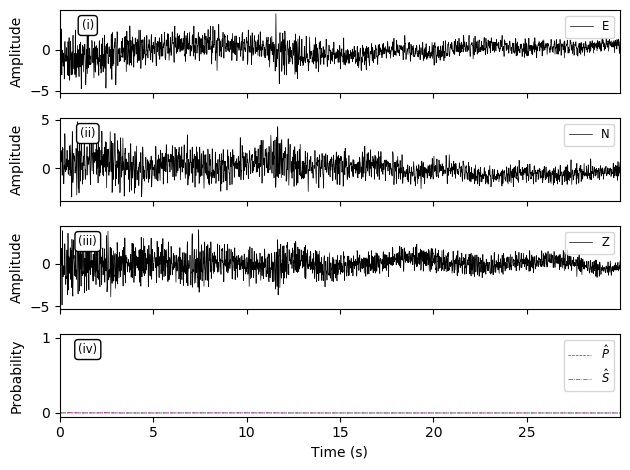 Amplitude
0
−5
(i)
E
Amplitude
5
0
(ii)
N
Amplitude
0
−5
(iii)
Z
Probability
1
0
(iv)
P̂
Ŝ
0 5 10 15 20 25
Time (s)